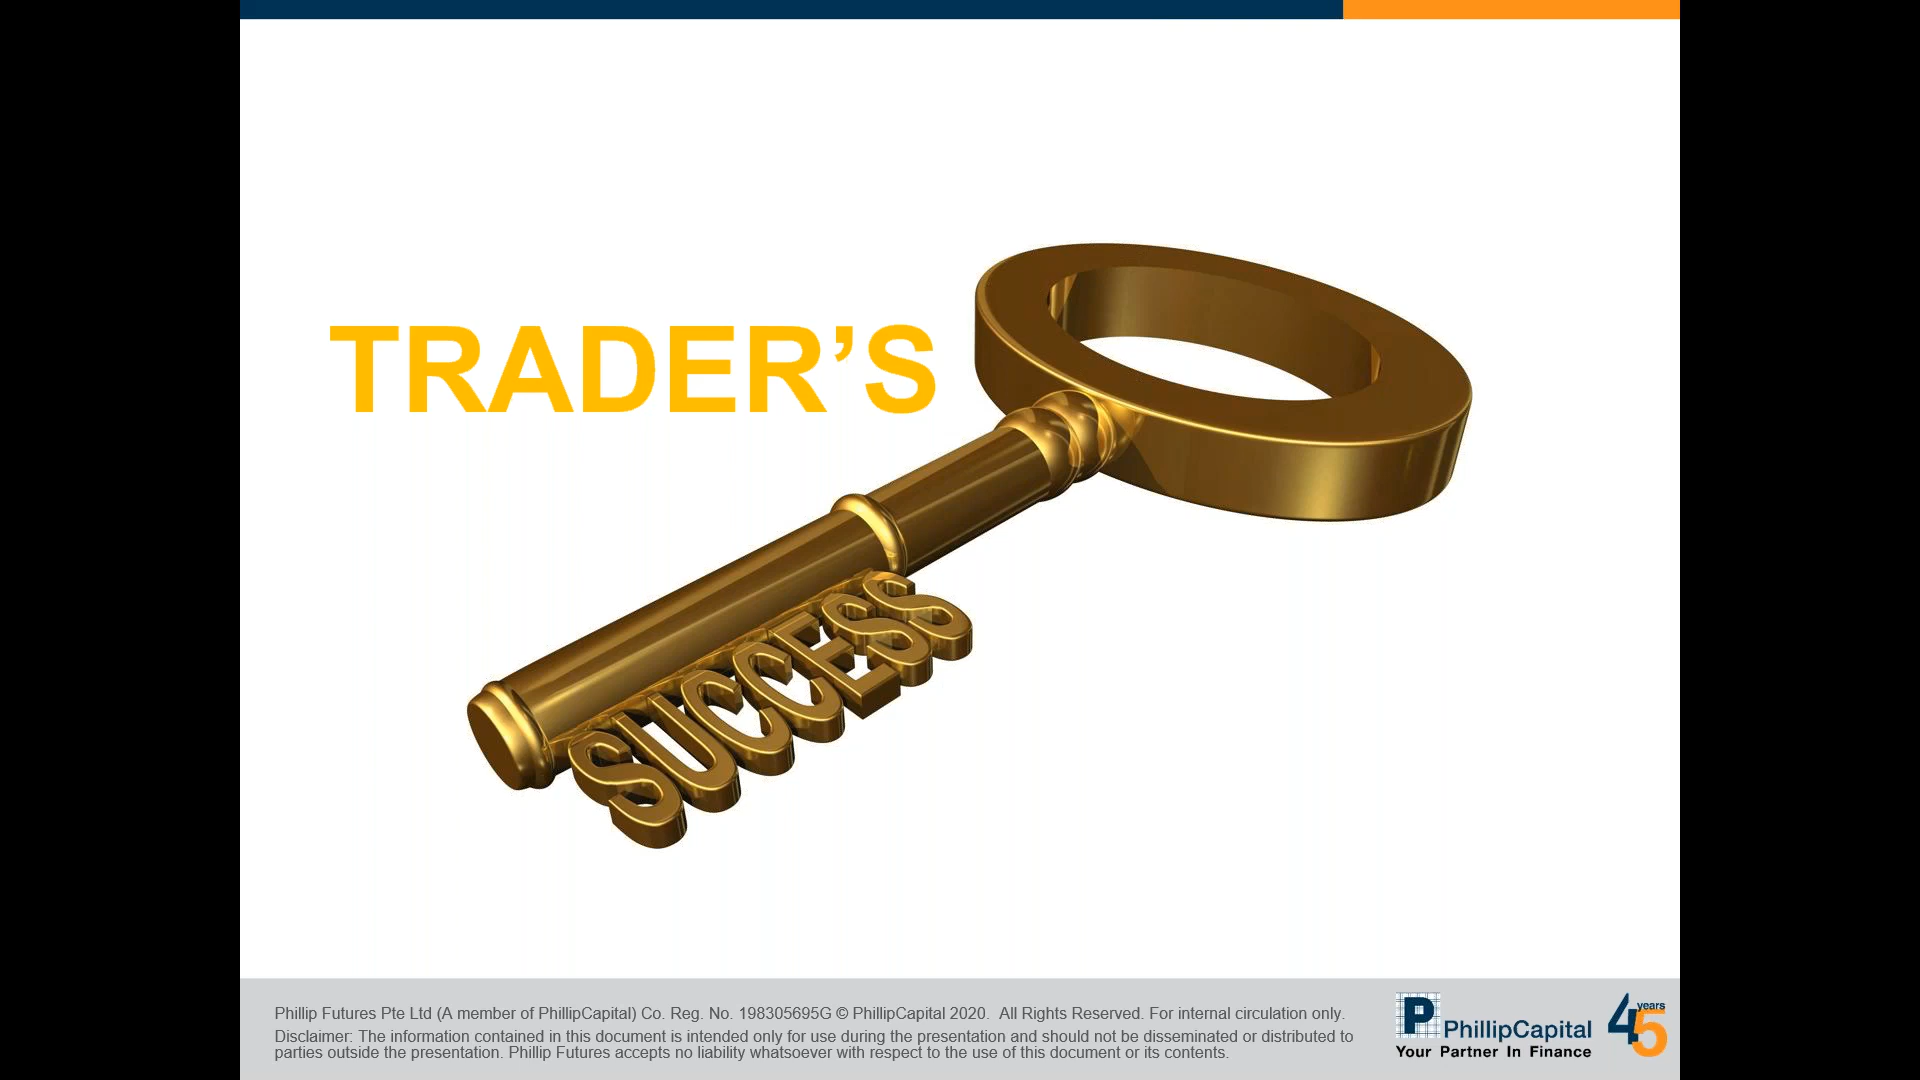 TRADER’S
SUCCESS
Phillip Futures Pte Ltd (A member of PhillipCapital) Co. Reg. No. 198305695G © PhillipCapital 2020.  All Rights Reserved. For internal circulation only.
Disclaimer: The information contained in this document is intended only for use during the presentation and should not be disseminated or distributed to
parties outside the presentation. Phillip Futures accepts no liability whatsoever with respect to the use of this document or its contents.
P PhillipCapital
Your Partner In Finance
45 years